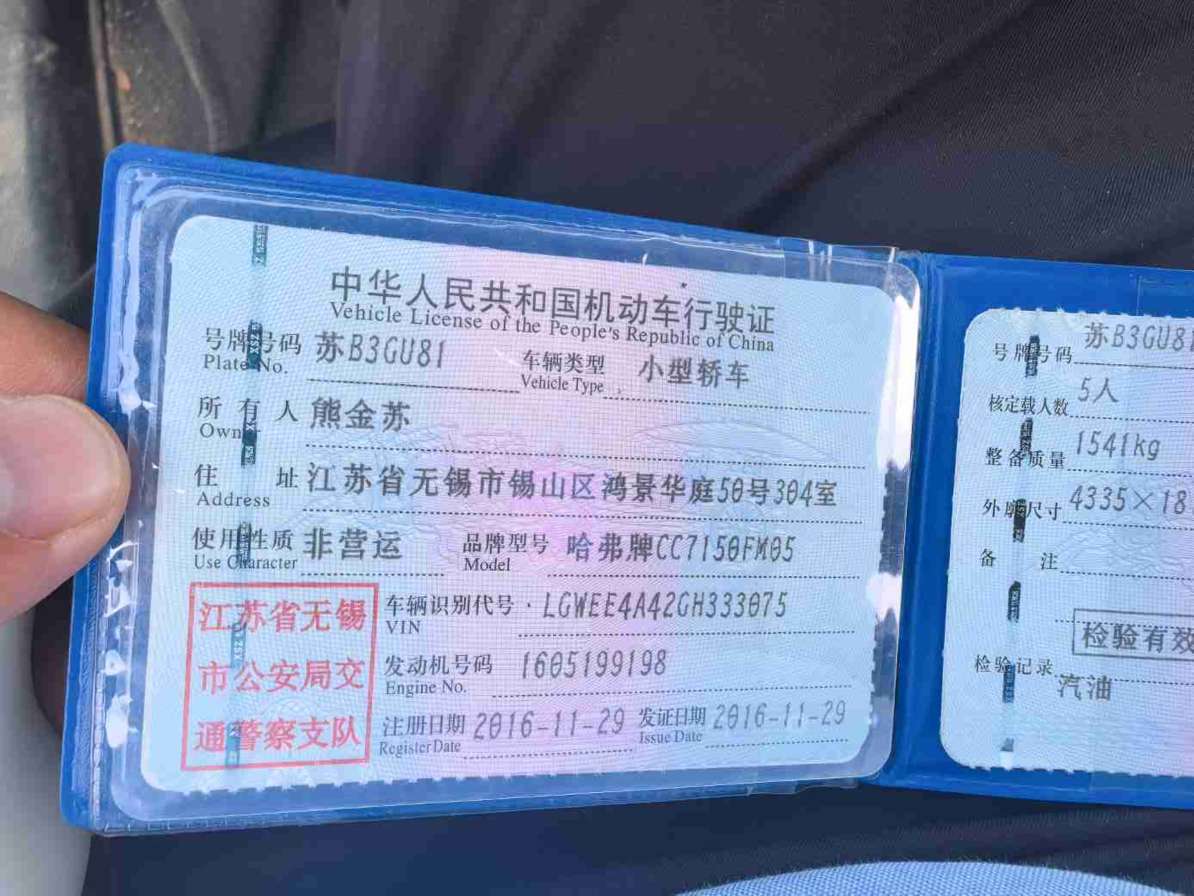 中华人民共和国机动车行驶证
Vehicle License of the People's Republic of China
号牌号码 苏B3GU81 车辆类型 小型轿车
Plate No. Vehicle Type
所有人 熊金苏
Owner
住址 江苏省无锡市锡山区鸿景华庭50号304室
Address
使用性质 非营运 品牌型号 哈弗牌CC7150FM05
Use Character Model
江苏省无锡
市公安局交
通警察支队
车辆识别代号 LGWEE4A42GH333075
VIN
发动机号码 1605199198
Engine No.
注册日期 2016-11-29 发证日期 2016-11-29
Register Date Issue Date
号牌号码 苏B3GU81
核定载人数 5人
整备质量 1541kg
外廓尺寸 4335×18
备注
检验有效
检验记录
汽油